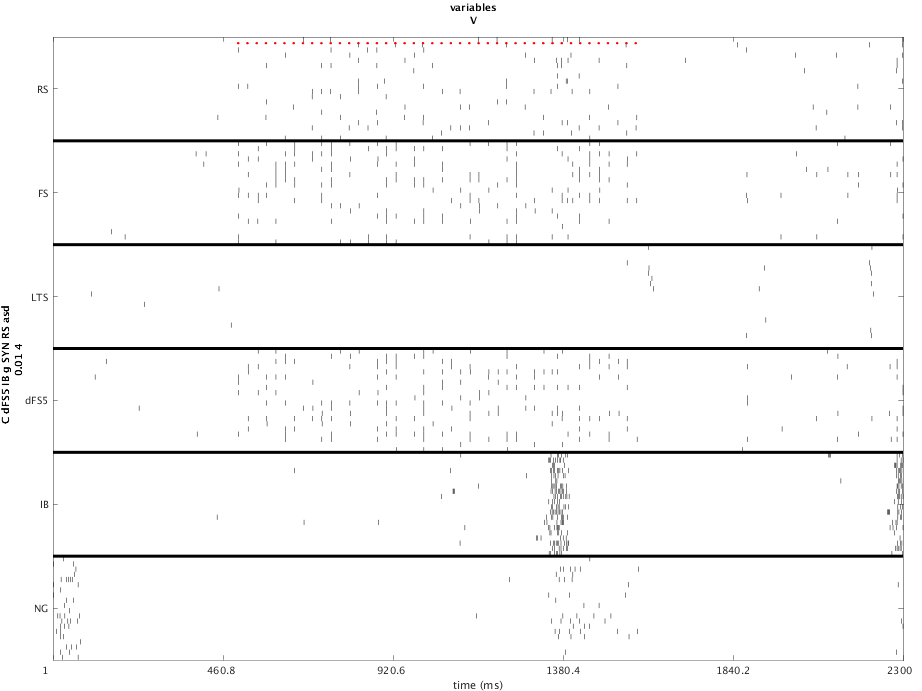 variables
V
RS
FS
LTS
dFS5
IB
NG
C dFS5 IB g SYN RS asd
0.01 4
1
460.8
920.6
1380.4
1840.2
2300
time (ms)